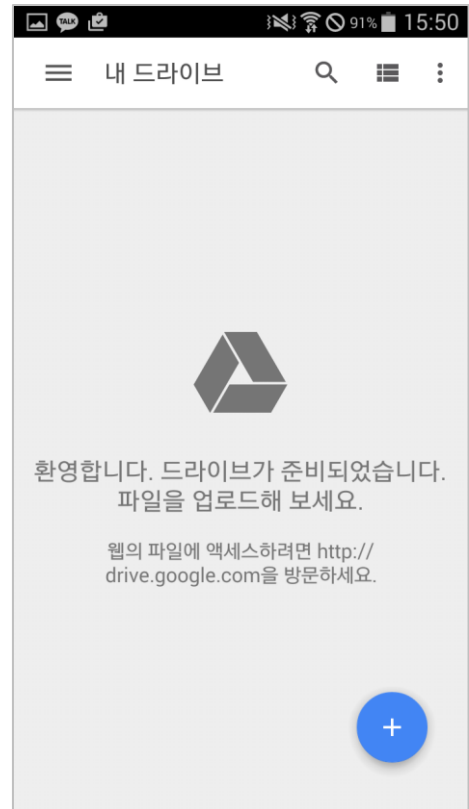 TALK
91% 15:50
내 드라이브
환영합니다. 드라이브가 준비되었습니다.
파일을 업로드해 보세요.
웹의 파일에 액세스하려면 http://
drive.google.com을 방문하세요.